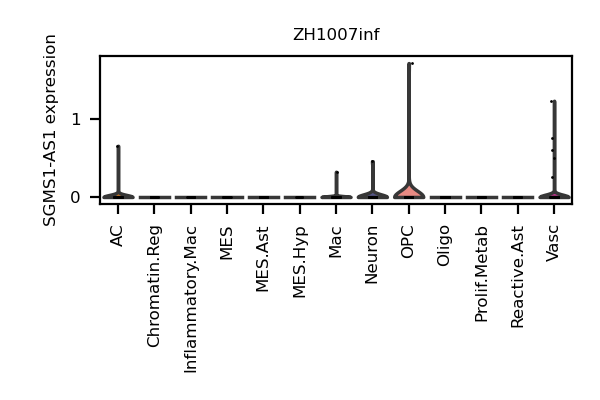 ZH1007inf
SGMS1-AS1 expression
1
0
AC
Chromatin.Reg
Inflammatory.Mac
MES
MES.Ast
MES.Hyp
Mac
Neuron
OPC
Oligo
Prolif.Metab
Reactive.Ast
Vasc